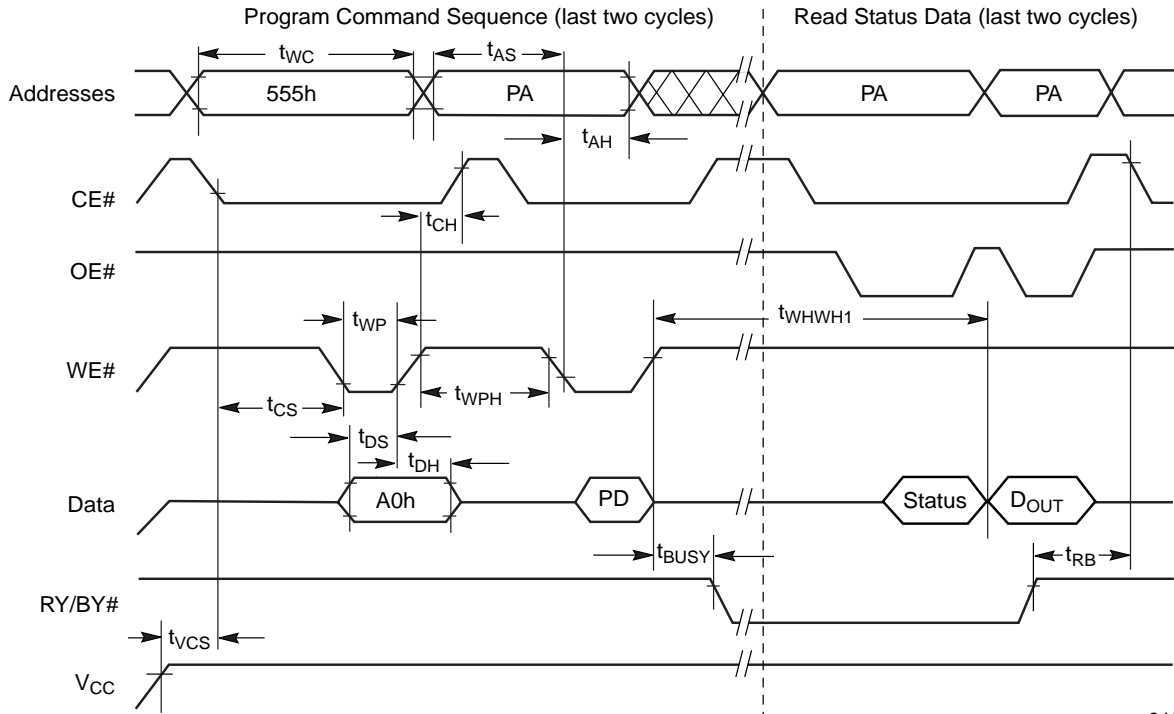 Program Command Sequence (last two cycles)
Read Status Data (last two cycles)
tWC
tAS
Addresses
555h
PA
PA
PA
tAH
CE#
tCH
OE#
tWP
tWHWH1
WE#
tCS
tWPH
tDS
tDH
Data
A0h
PD
Status
DOUT
tBUSY
tRB
RY/BY#
tVCS
VCC